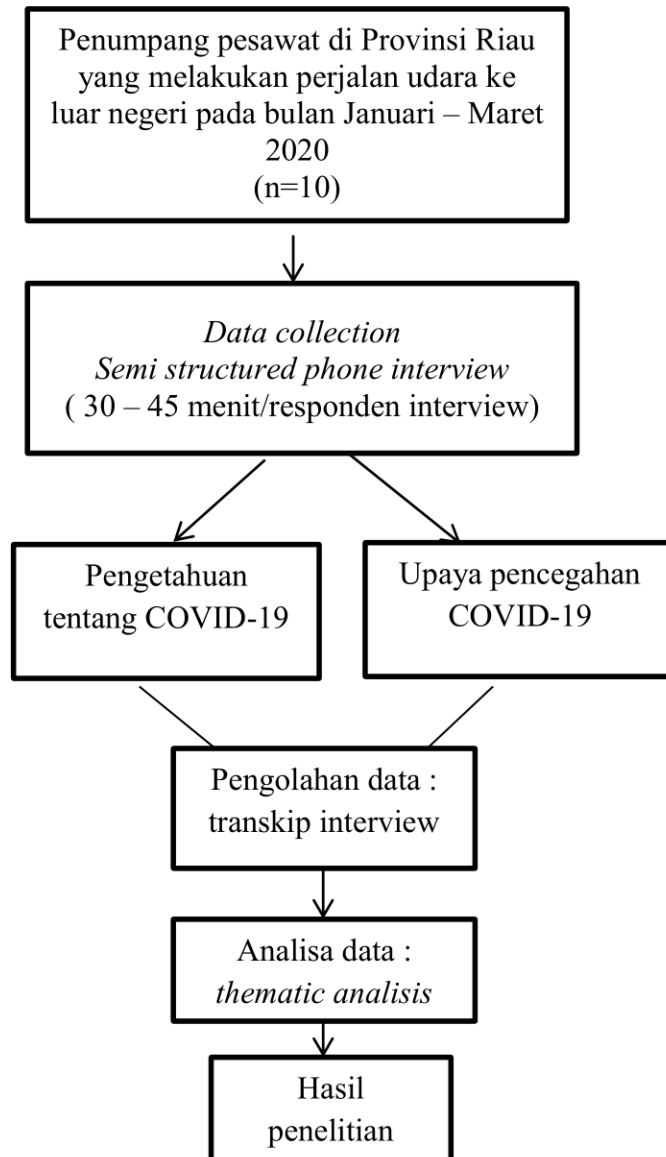 Penumpang pesawat di Provinsi Riau
yang melakukan perjalan udara ke
luar negeri pada bulan Januari – Maret
2020
(n=10)
Data collection
Semi structured phone interview
( 30 – 45 menit/responden interview)
Pengetahuan
tentang COVID-19
Upaya pencegahan
COVID-19
Pengolahan data :
transkip interview
Analisa data :
thematic analisis
Hasil
penelitian